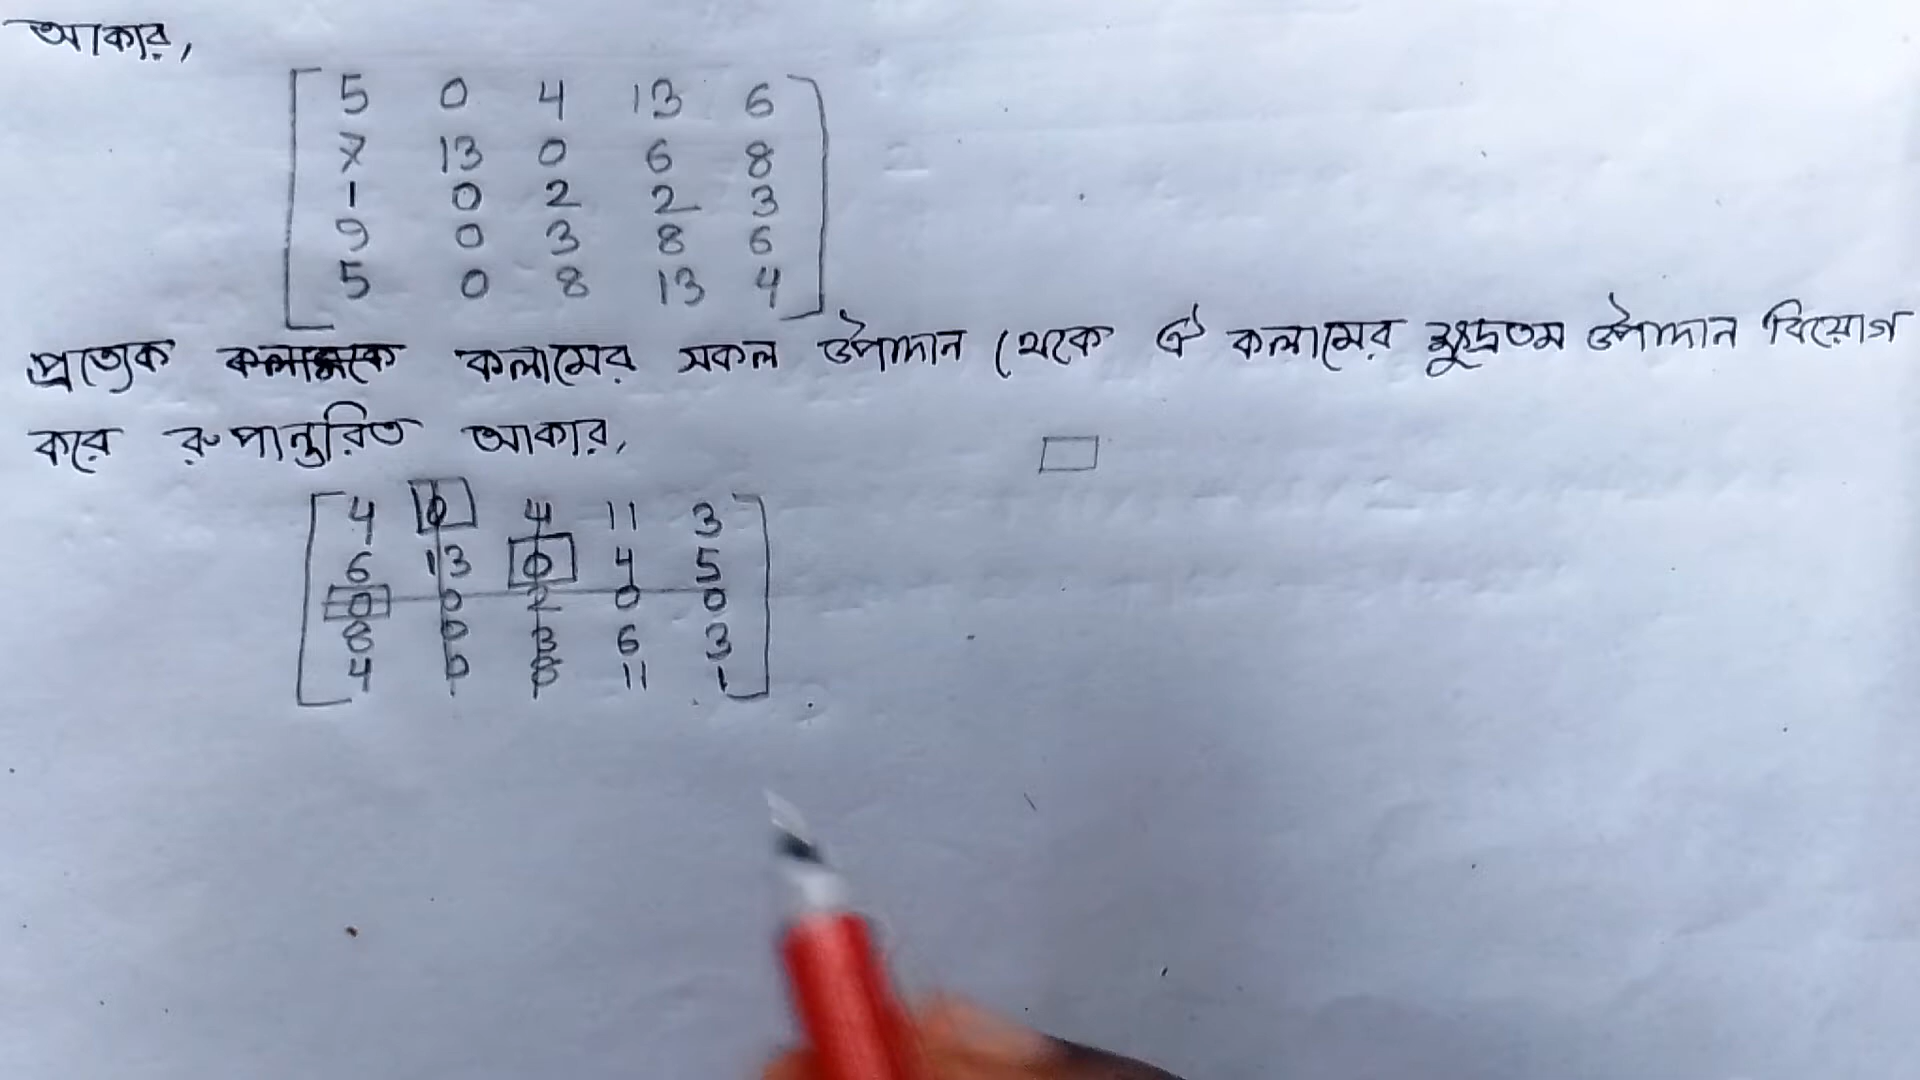 আকার,
5 0 4 13 6
7 13 0 6 8
1 0 2 2 3
9 0 3 8 6
5 0 8 13 4
প্রত্যেক কলামের সকল উপাদান থেকে ঐ কলামের ক্ষুদ্রতম উপাদান বিয়োগ
করে রুপান্তরিত আকার,
4 0 4 11 3
6 13 0 4 5
0 0 2 0 0
8 0 3 6 3
4 0 8 11 1